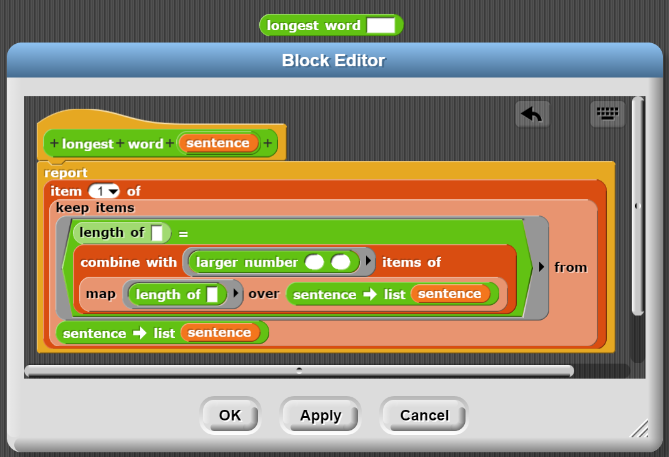 longest word
Block Editor
+ longest + word + sentence +
report
item 1 of
keep items
length of =
combine with larger number items of
from
map length of over sentence → list sentence
sentence → list sentence
OK Apply Cancel